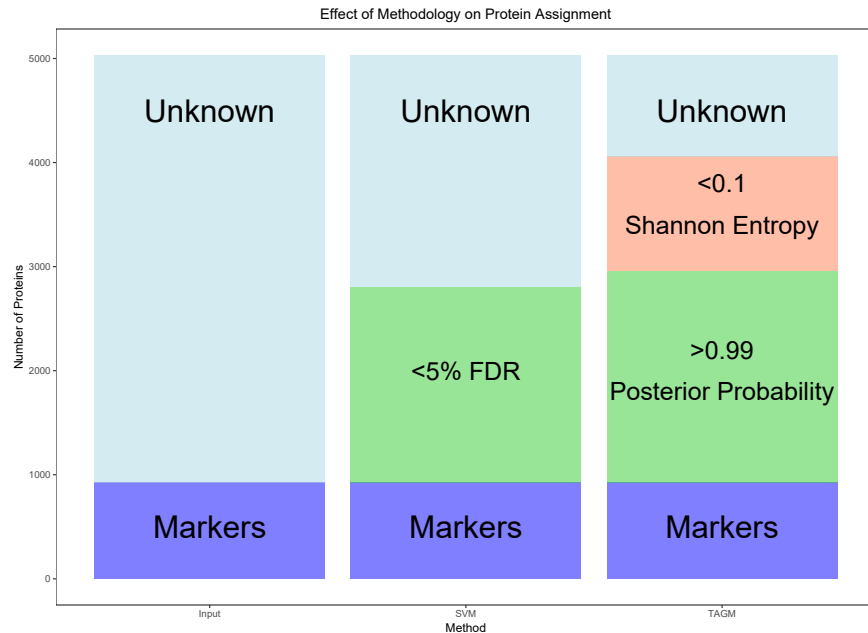 Effect of Methodology on Protein Assignment
Number of Proteins
5000
4000
3000
2000
1000
0
Unknown
Markers
Unknown
<5% FDR
Markers
Unknown
<0.1
Shannon Entropy
>0.99
Posterior Probability
Markers
Input
SVM
TAGM
Method